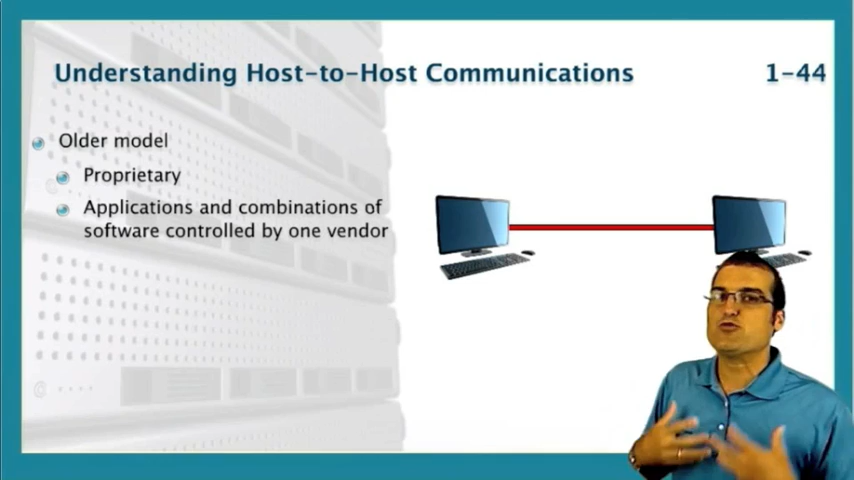 Understanding Host-to-Host Communications 1-44
Older model
Proprietary
Applications and combinations of
software controlled by one vendor